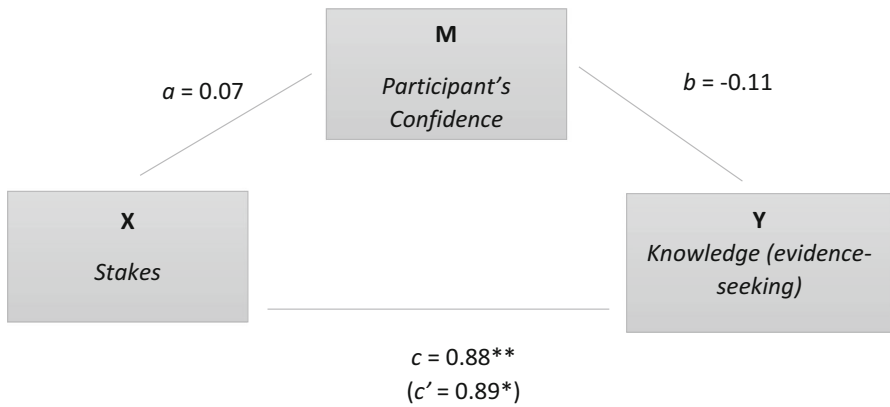 M
Participant’s
Confidence
a = 0.07
b = -0.11
X
Stakes
Y
Knowledge (evidence-
seeking)
c = 0.88**
(c’ = 0.89*)